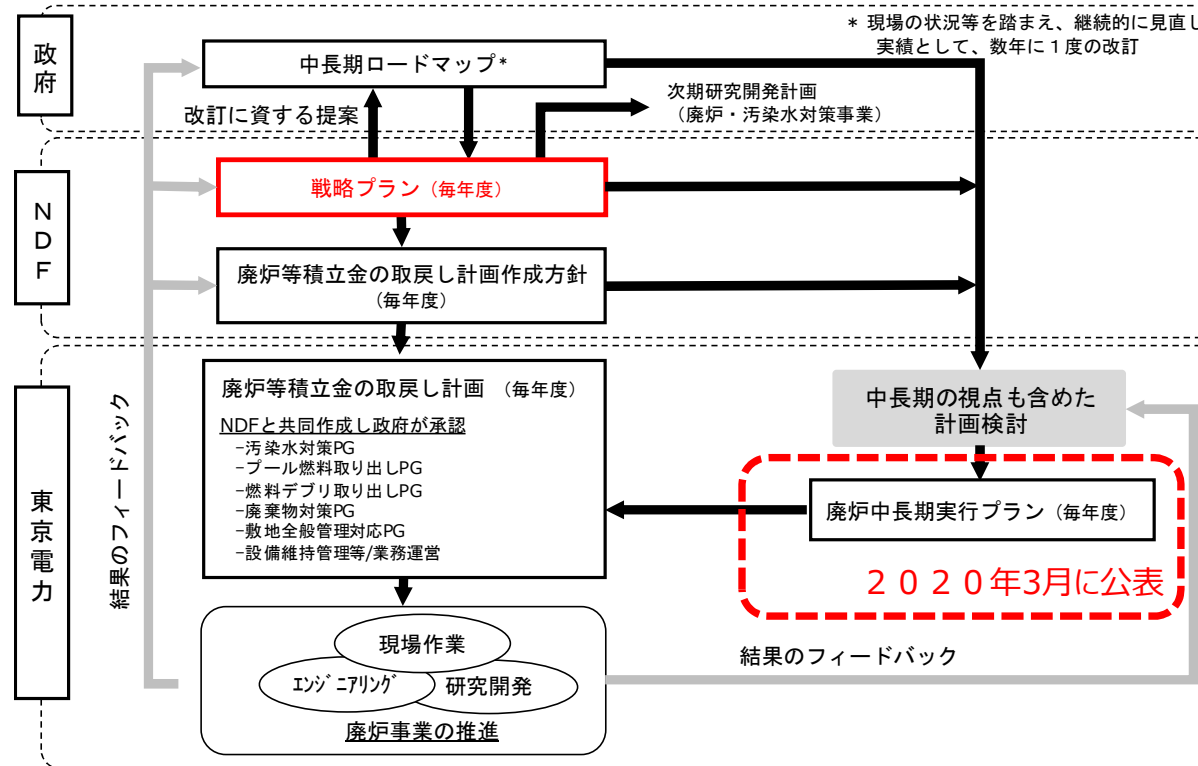 政府
* 現場の状況等を踏まえ、継続的に見直し
実績として、数年に１度の改訂
中長期ロードマップ*
改訂に資する提案
次期研究開発計画
（廃炉・汚染水対策事業）
NDF
戦略プラン（毎年度）
廃炉等積立金の取戻し計画作成方針
（毎年度）
東京電力
結果のフィードバック
廃炉等積立金の取戻し計画 （毎年度）
NDFと共同作成し政府が承認
−汚染水対策PG
−プール燃料取り出しPG
−燃料デブリ取り出しPG
−廃棄物対策PG
−敷地全般管理対応PG
−設備維持管理等/業務運営
中長期の視点も含めた
計画検討
廃炉中長期実行プラン（毎年度）
２０２０年3月に公表
現場作業
ｴﾝｼﾞﾆｱﾘﾝｸﾞ
研究開発
廃炉事業の推進
結果のフィードバック